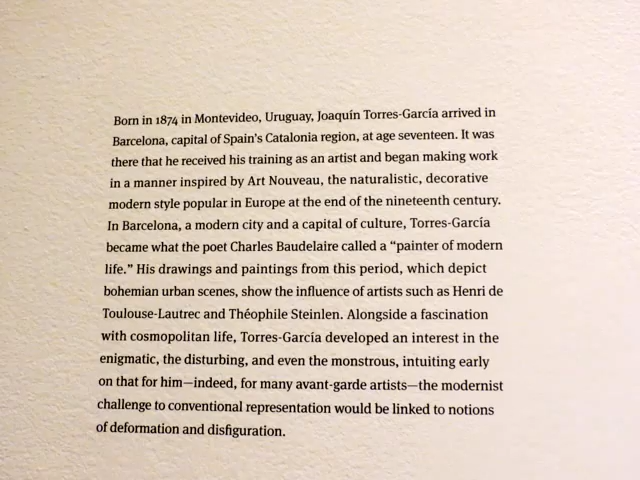 Born in 1874 in Montevideo, Uruguay, Joaquín Torres-García arrived in
Barcelona, capital of Spain's Catalonia region, at age seventeen. It was
there that he received his training as an artist and began making work
in a manner inspired by Art Nouveau, the naturalistic, decorative
modern style popular in Europe at the end of the nineteenth century.
In Barcelona, a modern city and a capital of culture, Torres-García
became what the poet Charles Baudelaire called a “painter of modern
life.” His drawings and paintings from this period, which depict
bohemian urban scenes, show the influence of artists such as Henri de
Toulouse-Lautrec and Théophile Steinlen. Alongside a fascination
with cosmopolitan life, Torres-García developed an interest in the
enigmatic, the disturbing, and even the monstrous, intuiting early
on that for him—indeed, for many avant-garde artists—the modernist
challenge to conventional representation would be linked to notions
of deformation and disfiguration.